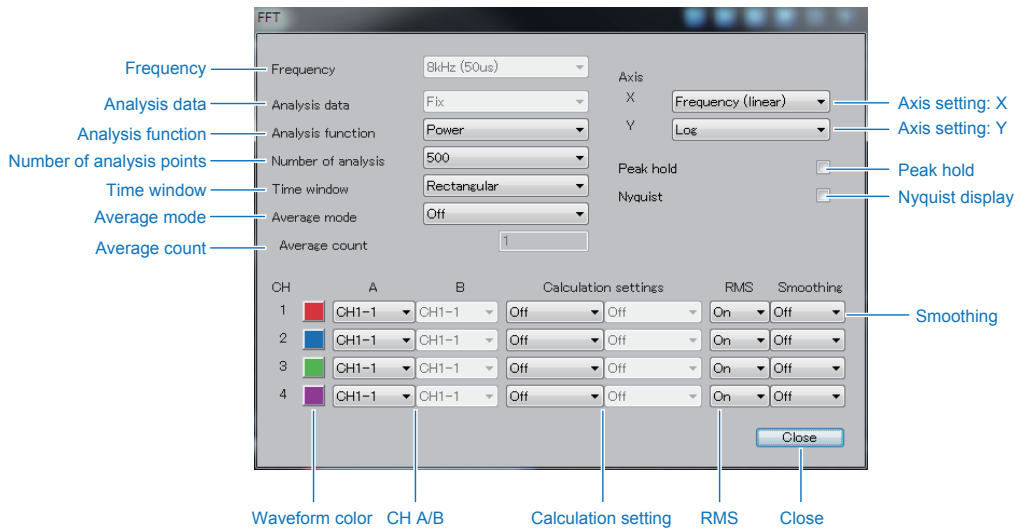 FFT
Frequency
Frequency
8kHz (50us)
Axis
Analysis data
Analysis data
Fix
X
Frequency (linear)
Axis setting: X
Analysis function
Analysis function
Power
Y
Log
Axis setting: Y
Number of analysis points
Number of analysis
500
Peak hold
Peak hold
Time window
Time window
Rectangular
Nyquist
Nyquist display
Average mode
Average mode
Off
Average count
Average count
1
CH A B Calculation settings RMS Smoothing
1 CH1-1 CH1-1 Off Off On Off
Smoothing
2 CH1-1 CH1-1 Off Off On Off
3 CH1-1 CH1-1 Off Off On Off
4 CH1-1 CH1-1 Off Off On Off
Close
Waveform color CH A/B Calculation setting RMS Close